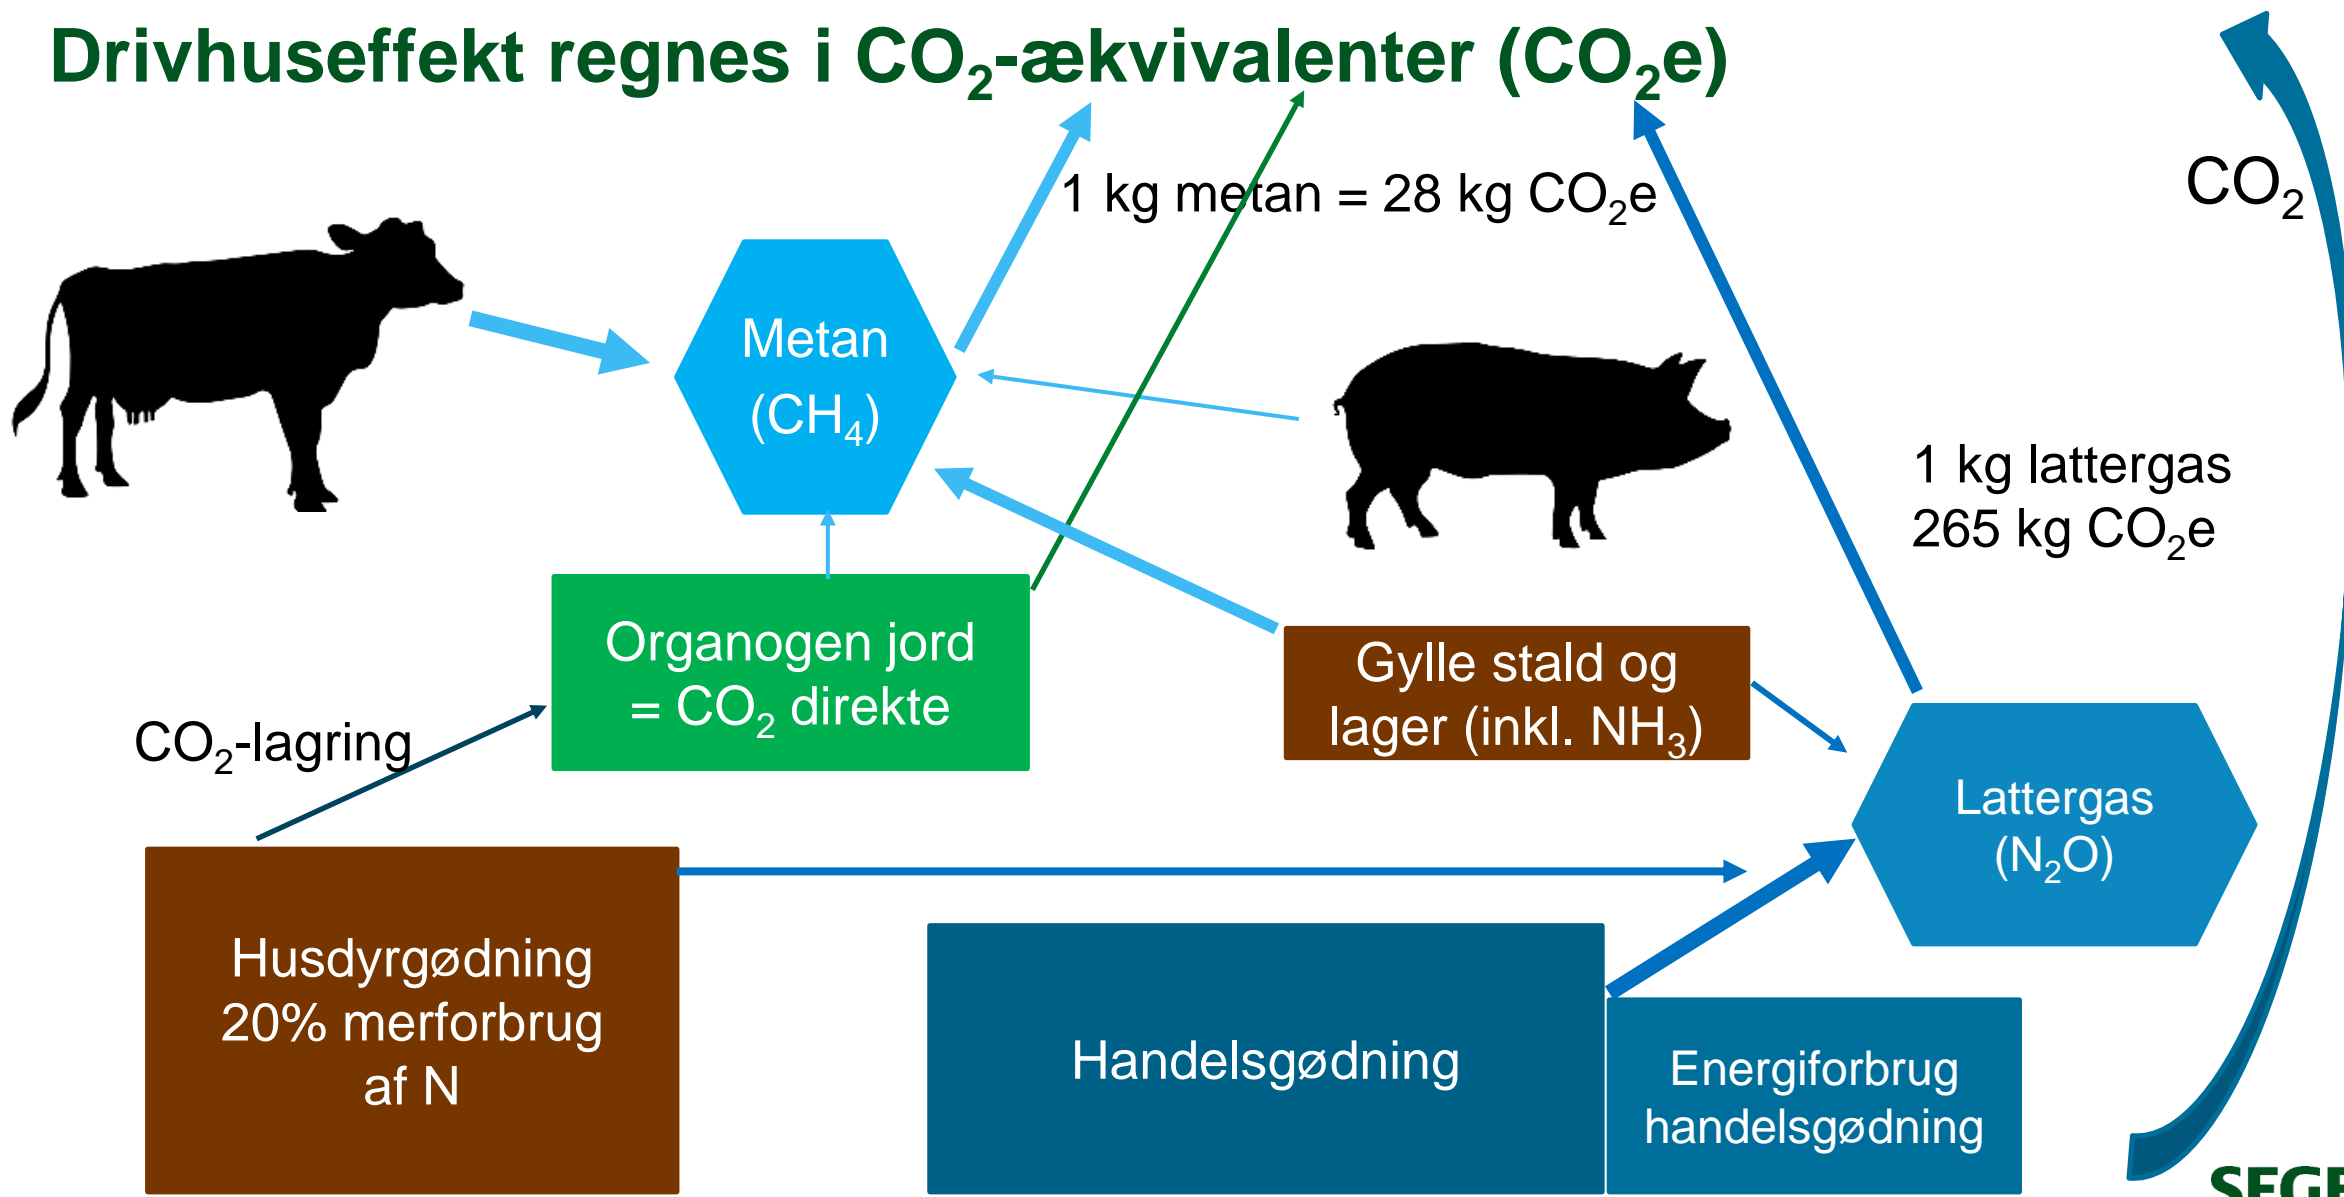 Drivhuseffekt regnes i CO₂-ækvivalenter (CO₂e)
CO₂
1 kg metan = 28 kg CO₂e
Metan
(CH₄)
1 kg lattergas
265 kg CO₂e
Organogen jord
= CO₂ direkte
Gylle stald og
lager (inkl. NH₃)
CO₂-lagring
Lattergas
(N₂O)
Husdyrgødning
20% merforbrug
af N
Handelsgødning
Energiforbrug
handelsgødning